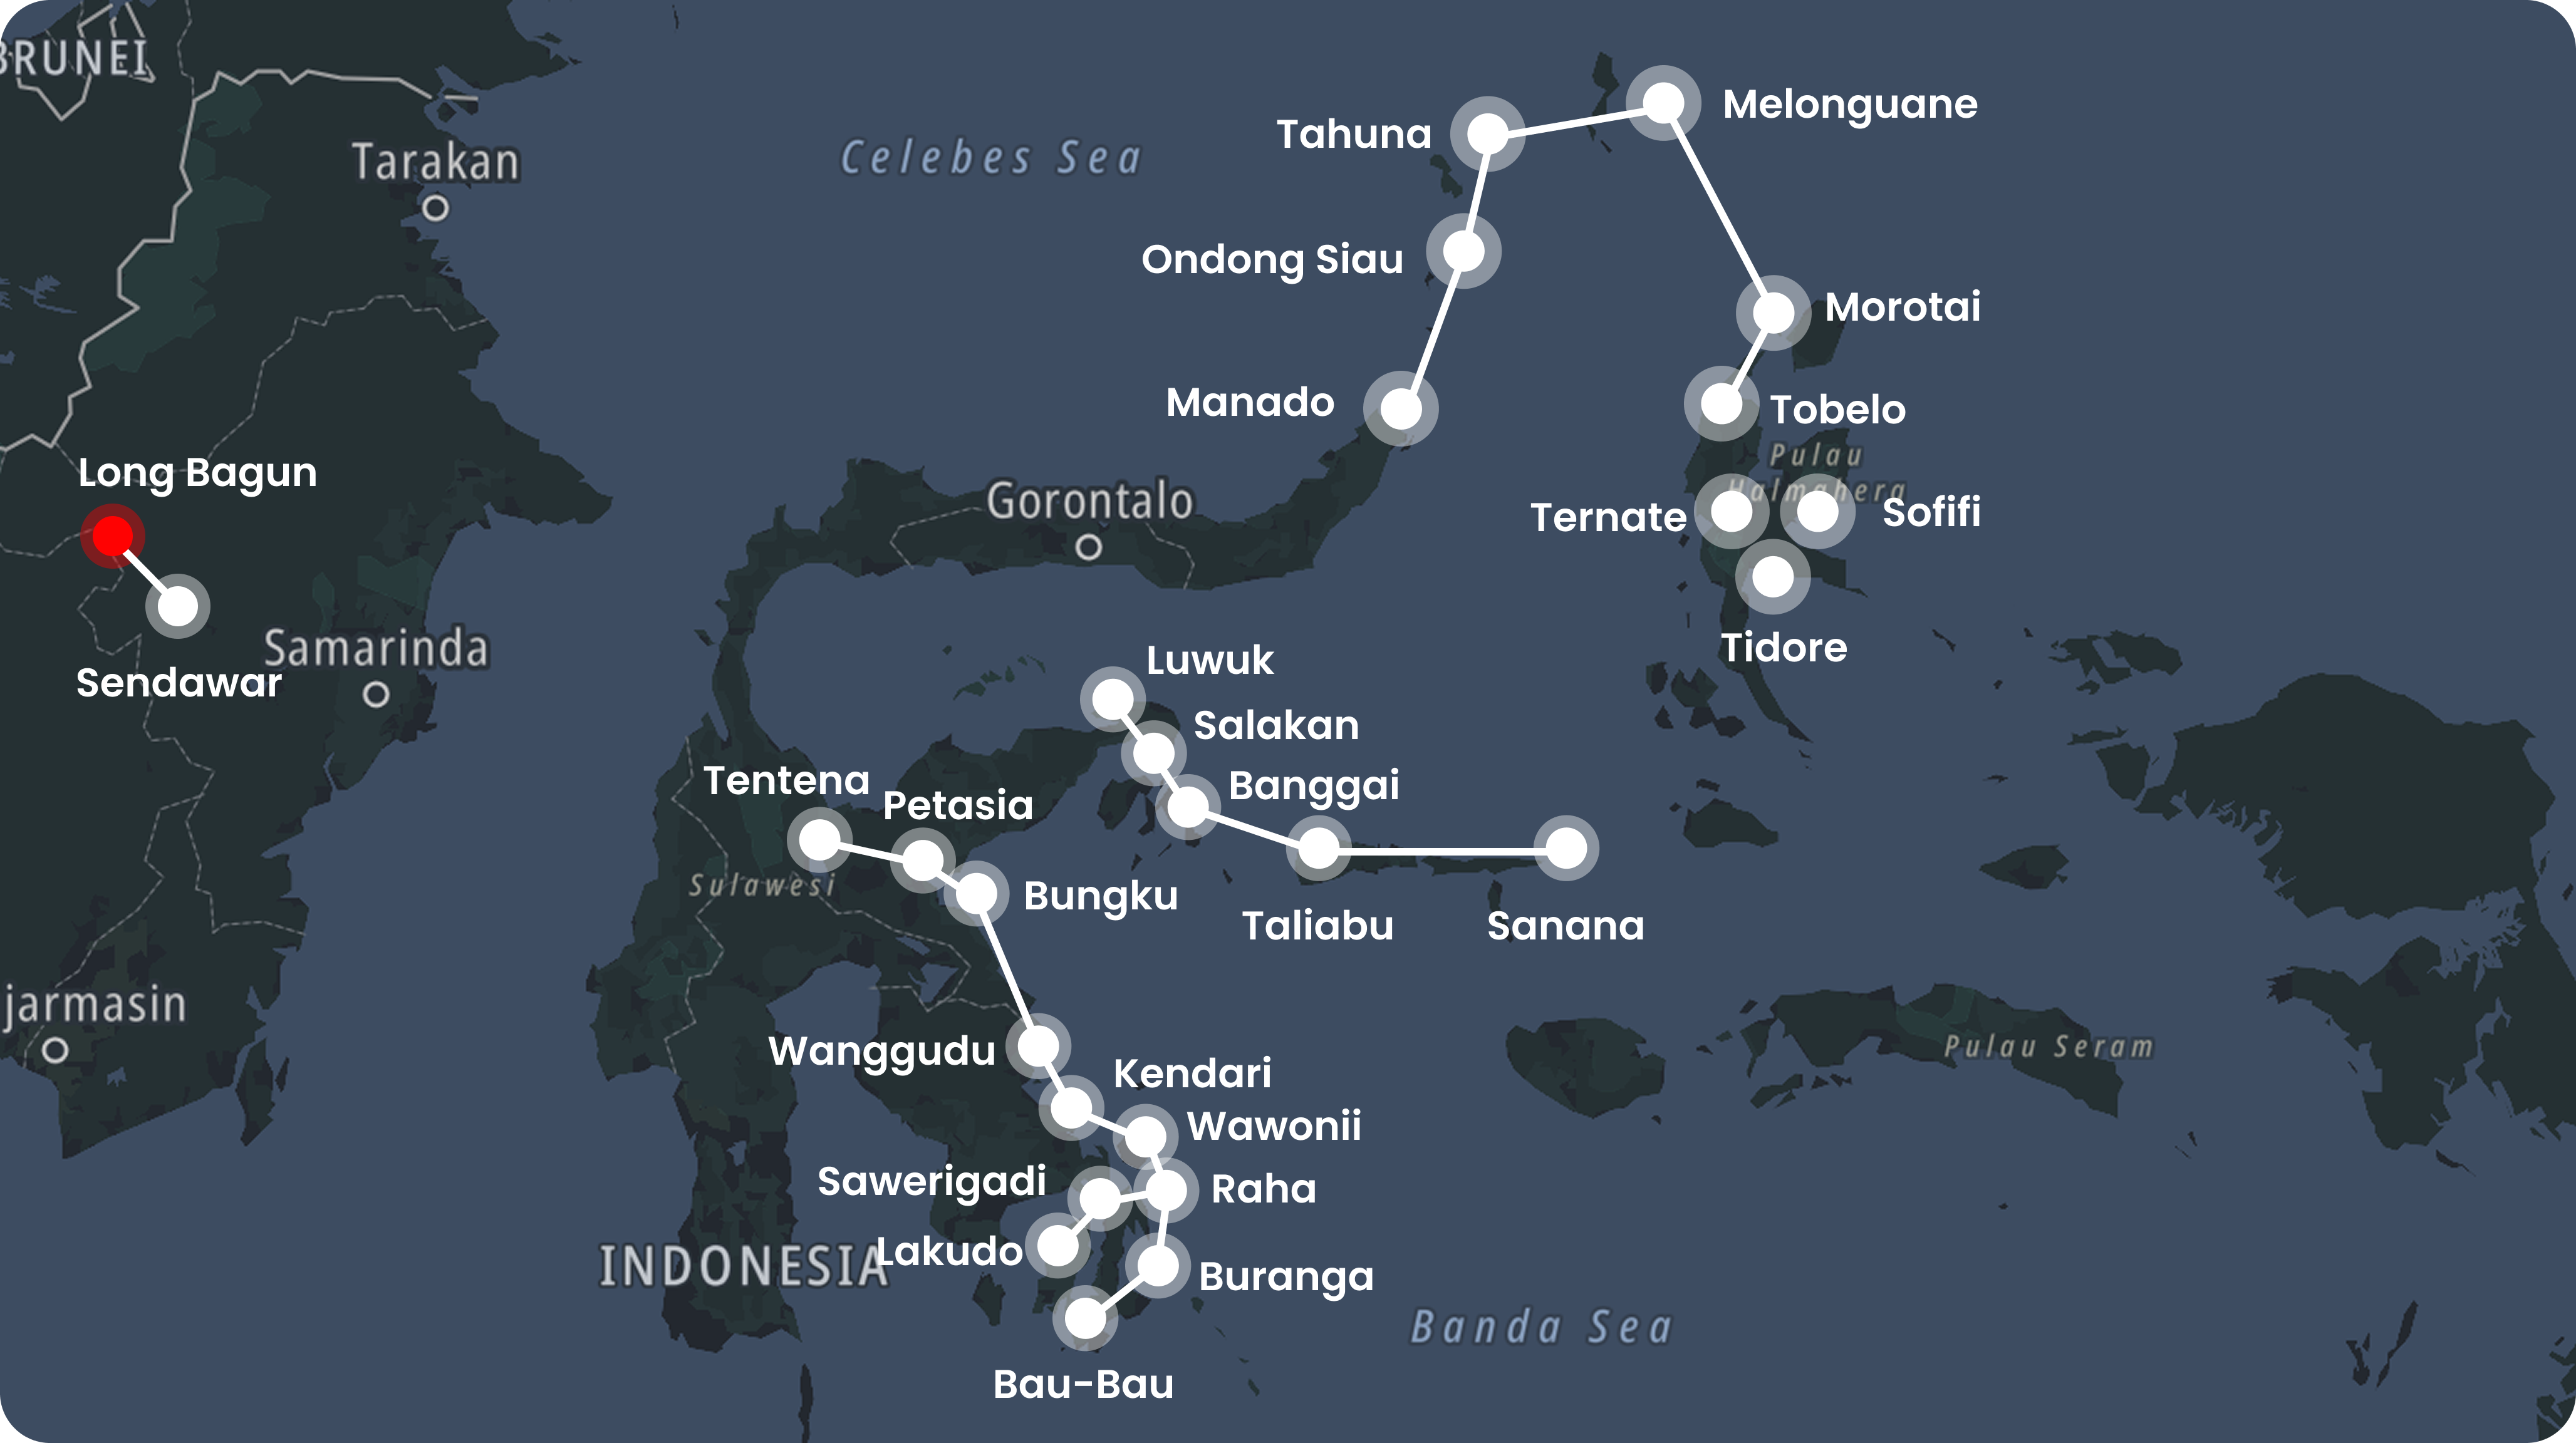 BRUNEI
Tarakan
Celebes Sea
Tahuna
Melonguane
Ondong Siau
Morotai
Manado
Tobelo
Pulau
Halmahera
Long Bagun
Gorontalo
Ternate
Sofifi
Tidore
Samarinda
Sendawar
Luwuk
Salakan
Banggai
Tentena
Petasia
Sulawesi
Bungku
Taliabu
Sanana
jarmasin
Wanggudu
Kendari
Pulau Seram
Wawonii
Sawerigadi
Raha
INDONESIA
Lakudo
Buranga
Banda Sea
Bau-Bau